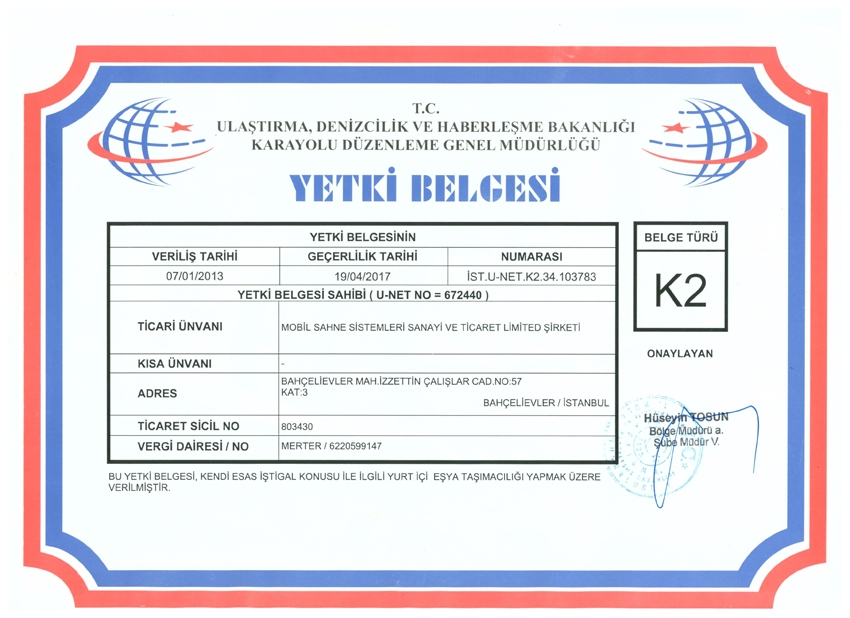 T.C.
ULAŞTIRMA, DENİZCİLİK VE HABERLEŞME BAKANLIĞI
KARAYOLU DÜZENLEME GENEL MÜDÜRLÜĞÜ
YETKİ BELGESİ
YETKİ BELGESİNİN
VERİLİŞ TARİHİ GEÇERLİLİK TARİHİ NUMARASI
07/01/2013 19/04/2017 İST.U-NET.K2.34.103783
YETKİ BELGESİ SAHİBİ ( U-NET NO = 672440 )
TİCARİ ÜNVANI MOBİL SAHNE SİSTEMLERİ SANAYİ VE TİCARET LİMİTED ŞİRKETİ
KISA ÜNVANI -
ADRES BAHÇELİEVLER MAH.İZZETTİN ÇALIŞLAR CAD.NO:57
KAT:3
BAHÇELİEVLER / İSTANBUL
TİCARET SİCİL NO 803430
VERGİ DAİRESİ / NO MERTER / 6220599147
BU YETKİ BELGESİ, KENDİ ESAS İŞTİGAL KONUSU İLE İLGİLİ YURT İÇİ EŞYA TAŞIMACILIĞI YAPMAK ÜZERE
VERİLMİŞTİR.
BELGE TÜRÜ
K2
ONAYLAYAN
Hüseyin TOSUN
Bölge Müdürü a.
Şube Müdür V.